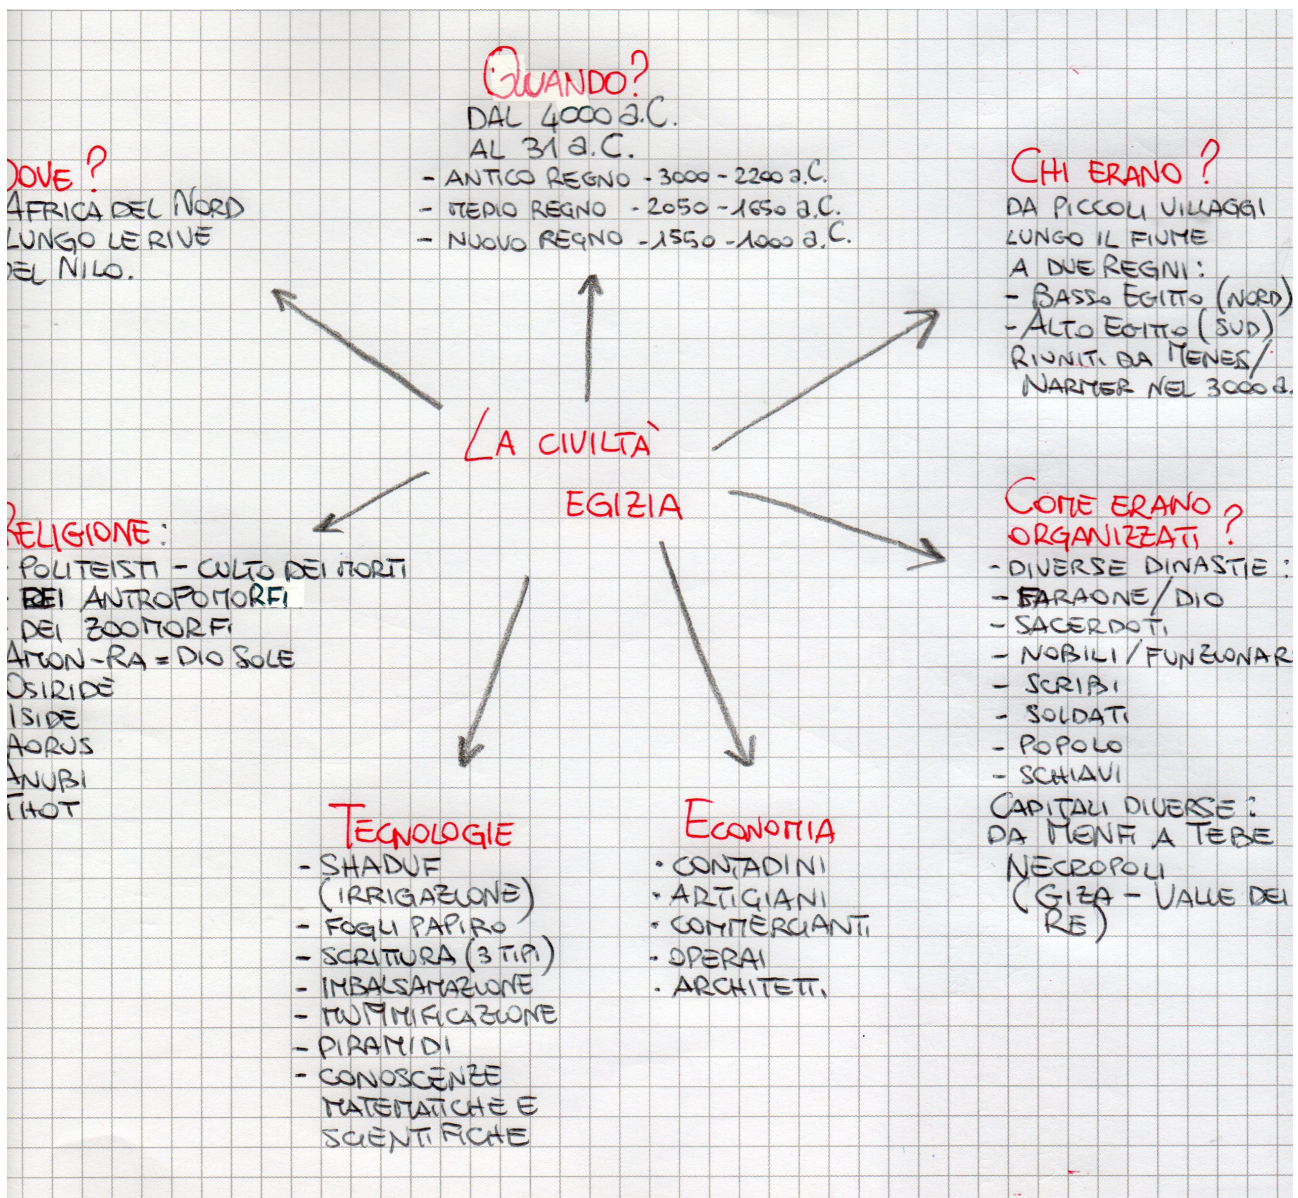 QUANDO?
DAL 4000 a.C.
AL 31 a.C.
- ANTICO REGNO - 3000 - 2200 a.C.
- MEDIO REGNO - 2050 - 1650 a.C.
- NUOVO REGNO - 1550 - 1000 a.C.
DOVE?
AFRICA DEL NORD
LUNGO LE RIVE
DEL NILO.
CHI ERANO?
DA PICCOLI VILLAGGI
LUNGO IL FIUME
A DUE REGNI:
- BASSO EGITTO (NORD)
- ALTO EGITTO (SUD)
RIUNITI DA MENES/
NARMER NEL 3000 a.
LA CIVILTÀ
EGIZIA
RELIGIONE:
- POLITEISTI - CULTO DEI MORTI
- DEI ANTROPOMORFI
- DEI ZOOMORFI
AMON-RA = DIO SOLE
OSIRIDE
ISIDE
AORUS
ANUBI
THOT
COME ERANO
ORGANIZZATI?
- DIVERSE DINASTIE:
- FARAONE/DIO
- SACERDOTI
- NOBILI/FUNZIONAR
- SCRIBI
- SOLDATI
- POPOLO
- SCHIAVI
CAPITALI DIVERSE:
DA MENFI A TEBE
NECROPOLI
(GIZA - VALLE DEI
RE)
TECNOLOGIE
- SHADUF
(IRRIGAZIONE)
- FOGLI PAPIRO
- SCRITTURA (3 TIPI)
- IMBALSAMAZIONE
- MUMMIFICAZIONE
- PIRAMIDI
- CONOSCENZE
MATEMATICHE E
SCIENTIFICHE
ECONOMIA
· CONTADINI
· ARTIGIANI
· COMMERCIANTI
· OPERAI
· ARCHITETTI